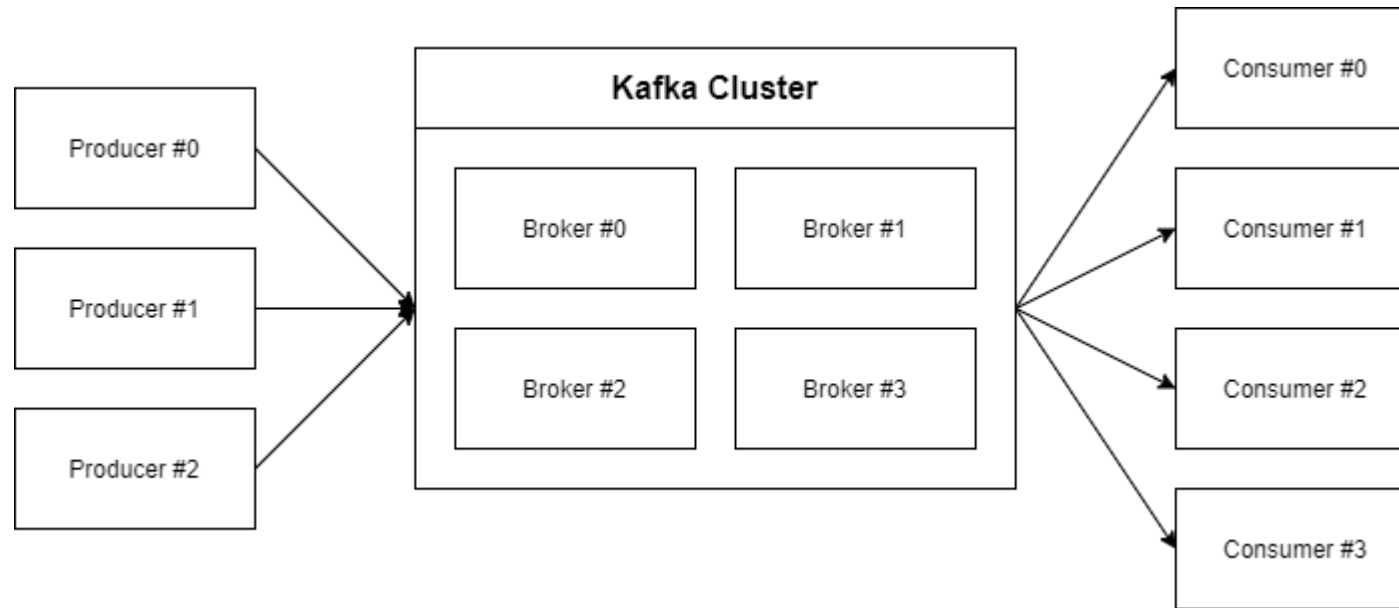 Producer #0
Producer #1
Producer #2
Kafka Cluster
Broker #0
Broker #1
Broker #2
Broker #3
Consumer #0
Consumer #1
Consumer #2
Consumer #3